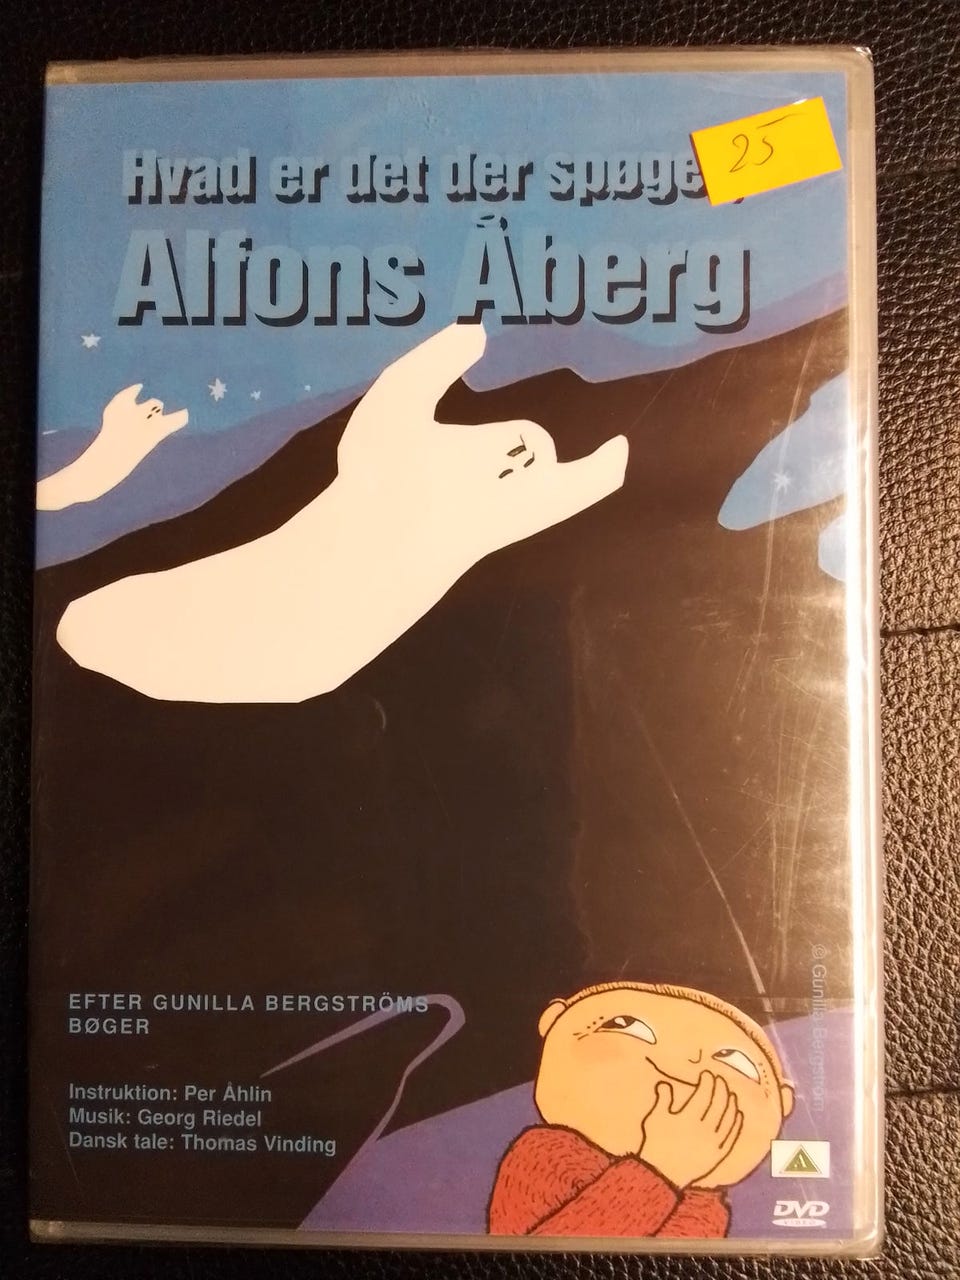 Hvad er det der
25
Alfons Åberg
EFTER GUNILLA BERGSTRÖMS
BØGER
Instruktion: Per Åhlin
Musik: Georg Riedel
Dansk tale: Thomas Vinding
© Gunilla Bergström
A
DVD
VIDEO